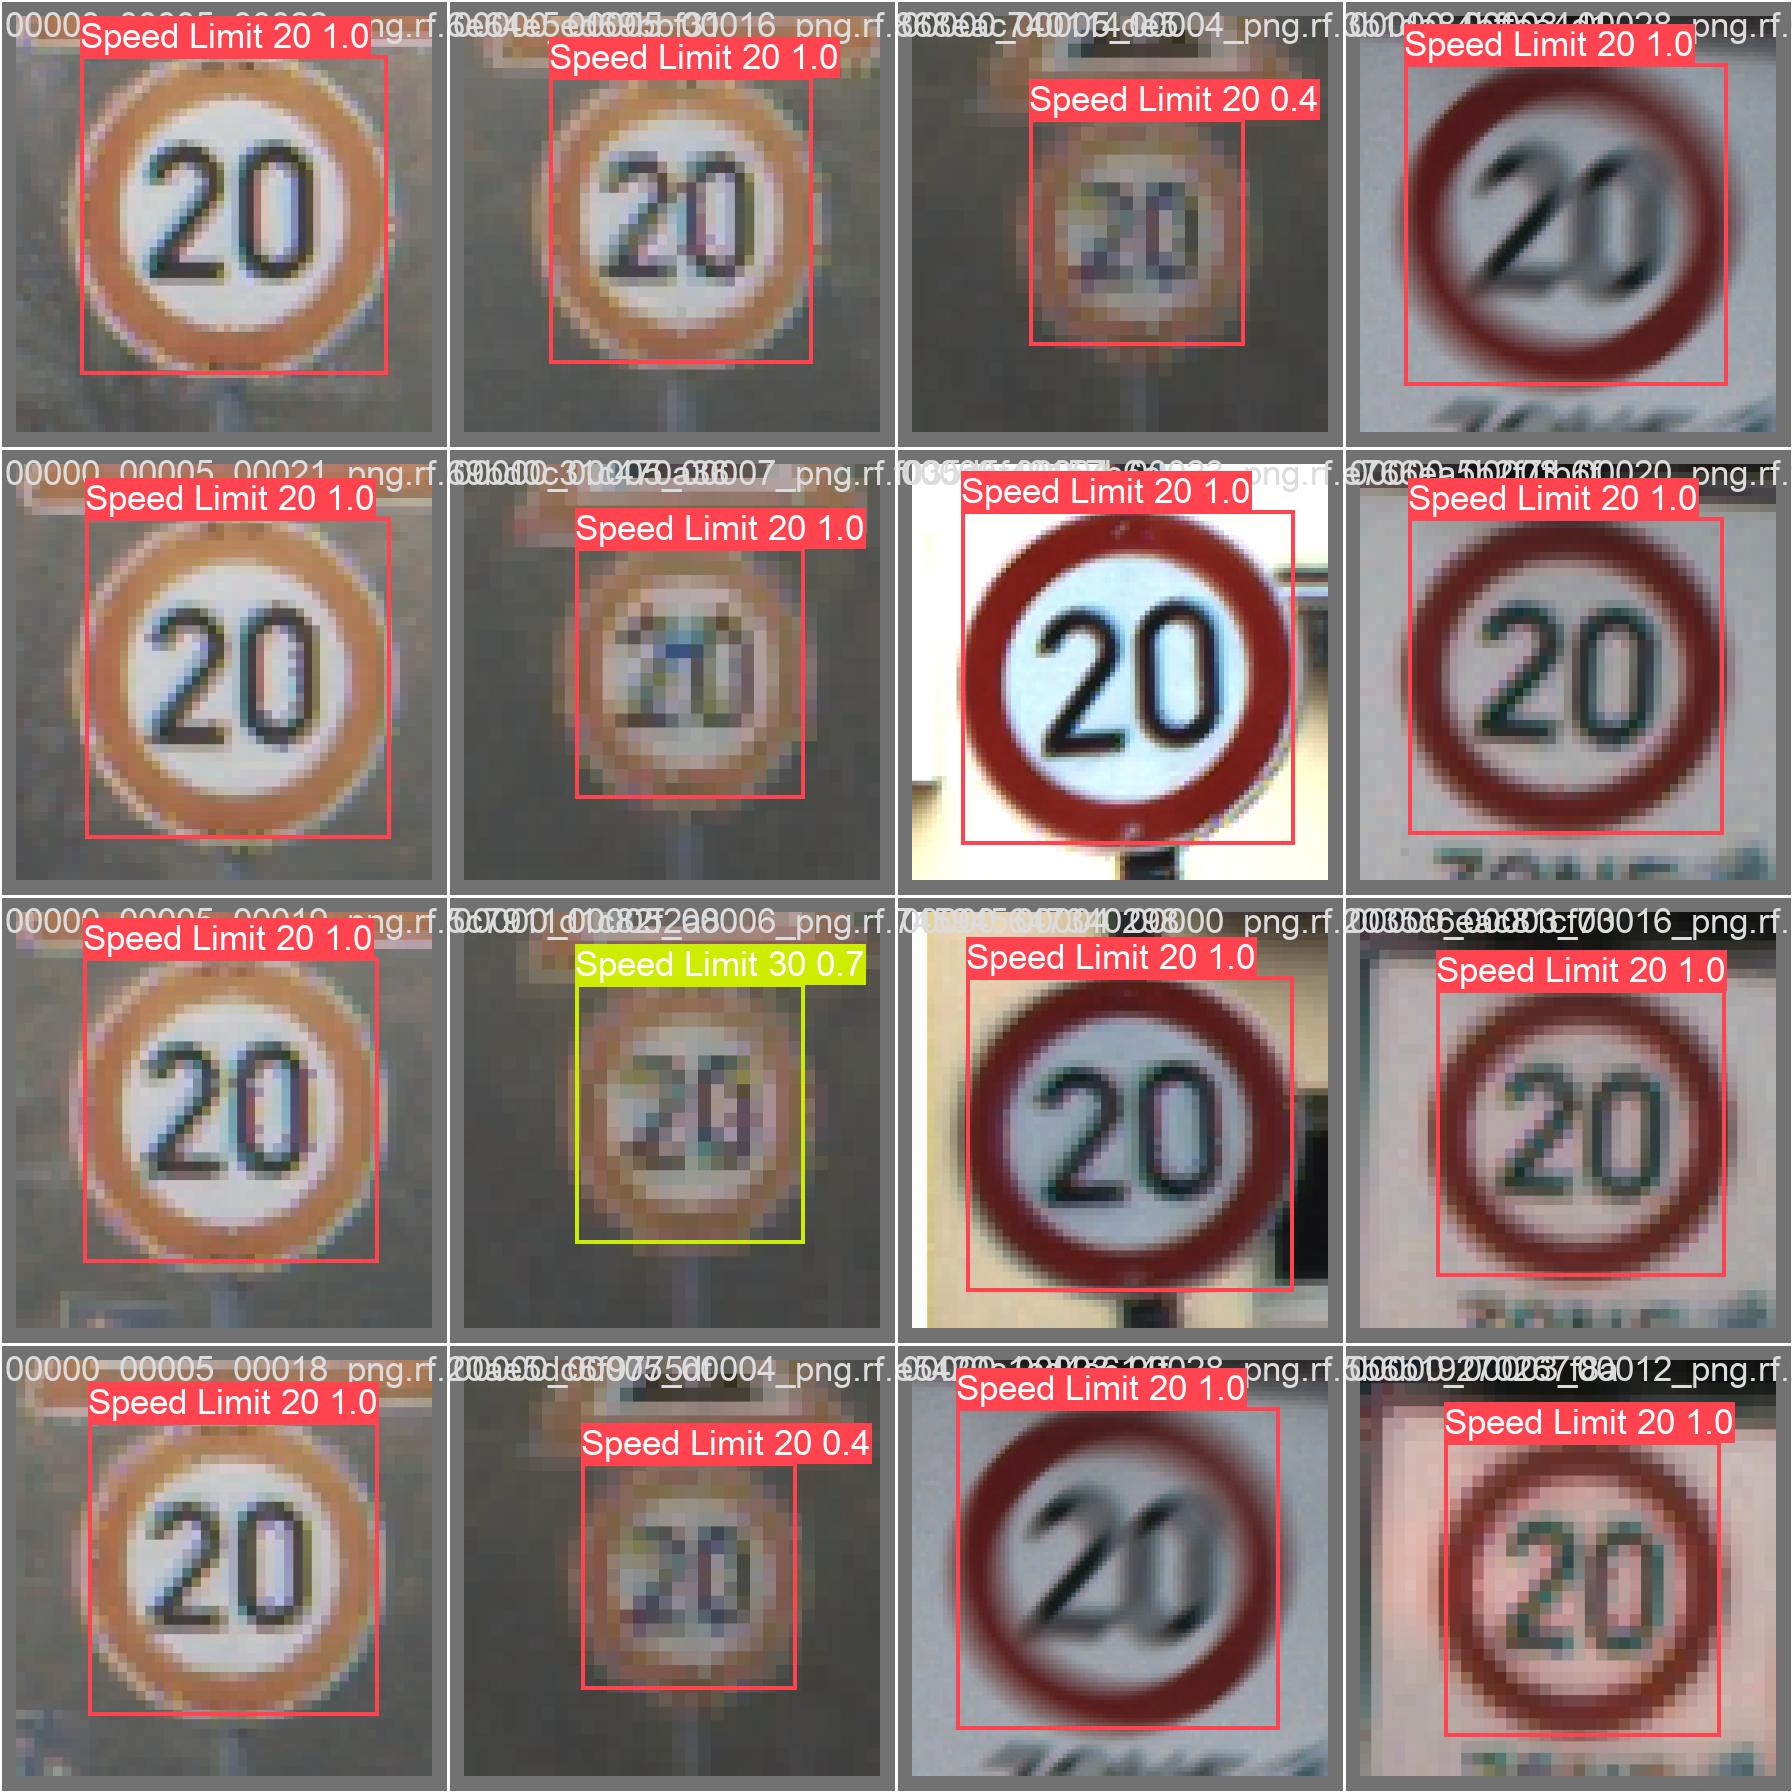 Speed Limit 20 1.0
20
Speed Limit 20 1.0
20
Speed Limit 20 0.4
20
Speed Limit 20 1.0
20
00000_00005_00021_png.rf.
Speed Limit 20 1.0
20
Speed Limit 20 1.0
20
Speed Limit 20 1.0
20
Speed Limit 20 1.0
20
ZONE
00000_00005_00019_png.rf.
Speed Limit 20 1.0
20
Speed Limit 30 0.7
20
Speed Limit 20 1.0
20
Speed Limit 20 1.0
20
00000_00005_00018_png.rf.
Speed Limit 20 1.0
20
Speed Limit 20 0.4
20
Speed Limit 20 1.0
20
Speed Limit 20 1.0
20